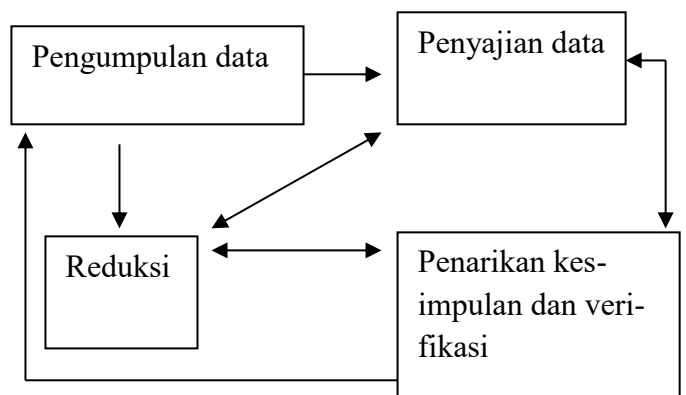 Pengumpulan data
Penyajian data
Reduksi
Penarikan kes-
impulan dan veri-
fikasi